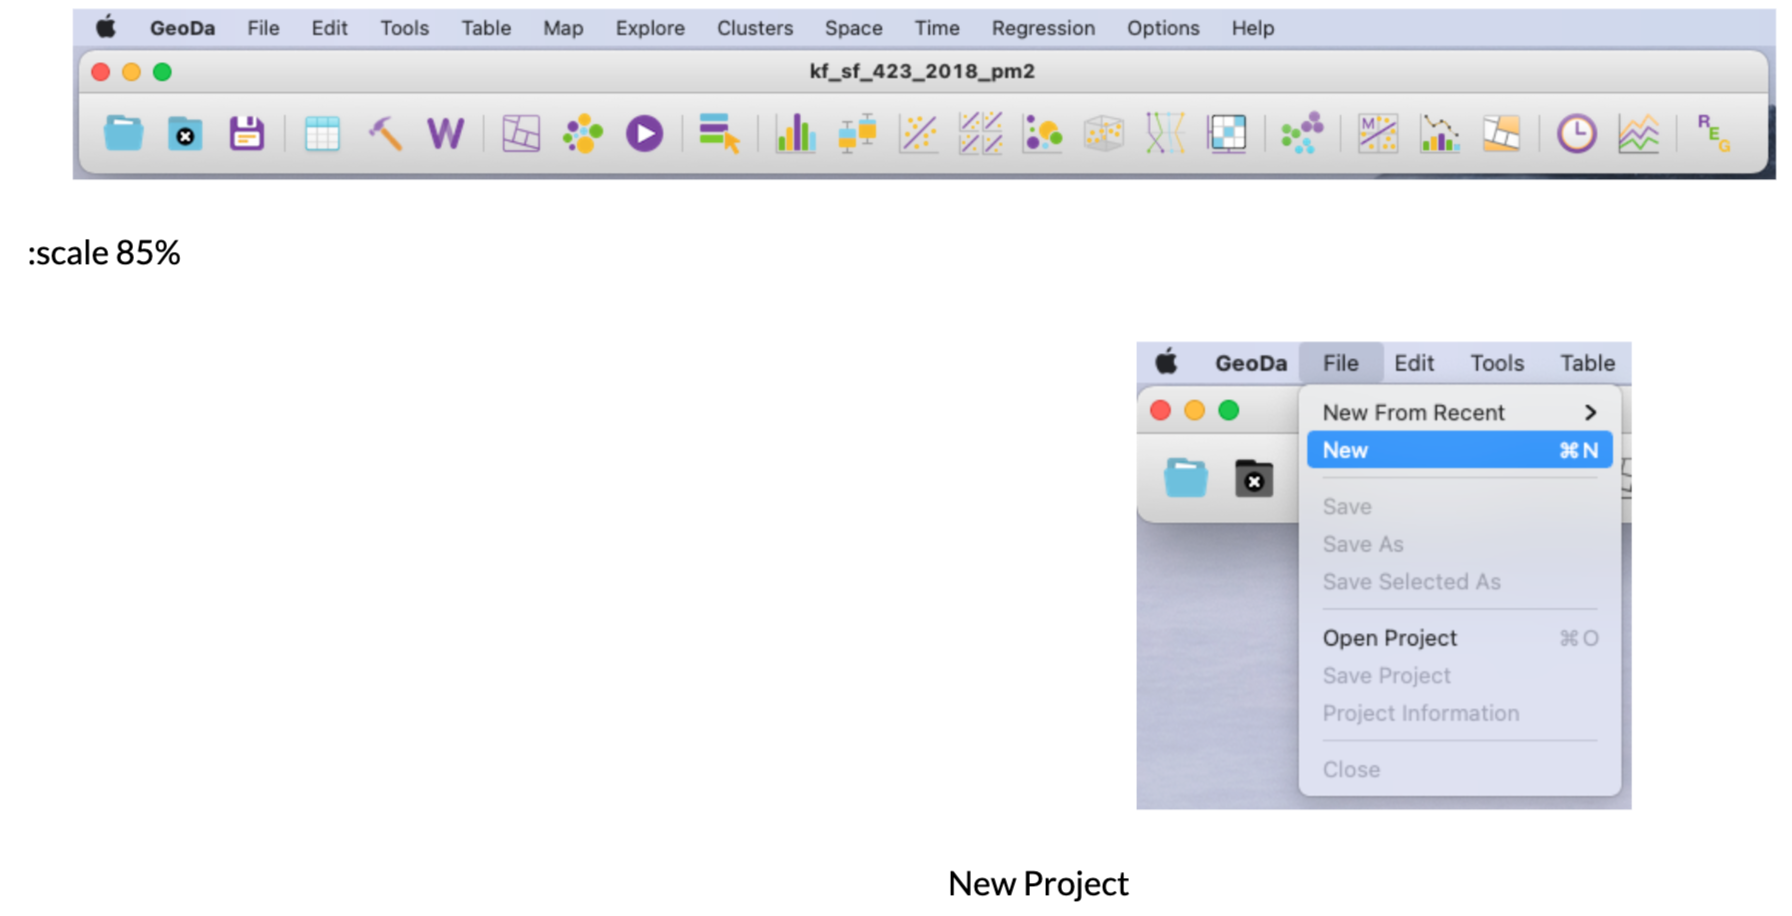 GeoDa File Edit Tools Table Map Explore Clusters Space Time Regression Options Help
kf_sf_423_2018_pm2
W M R E G
:scale 85%
GeoDa File Edit Tools Table
New From Recent
New ⌘N
Save
Save As
Save Selected As
Open Project ⌘O
Save Project
Project Information
Close
New Project